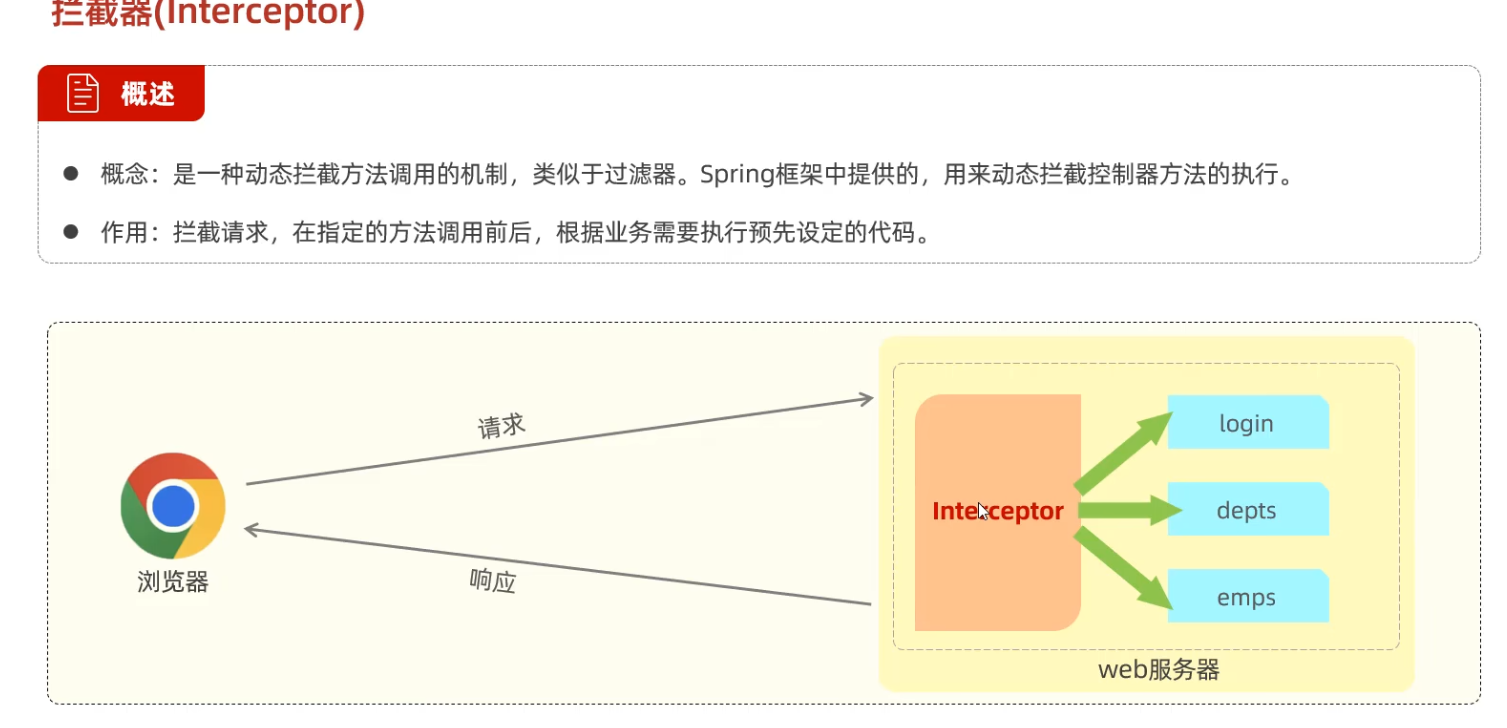 拦截器(Interceptor)
概述
概念：是一种动态拦截方法调用的机制，类似于过滤器。Spring框架中提供的，用来动态拦截控制器方法的执行。
作用：拦截请求，在指定的方法调用前后，根据业务需要执行预先设定的代码。
请求
login
Interceptor
depts
浏览器
响应
emps
web服务器